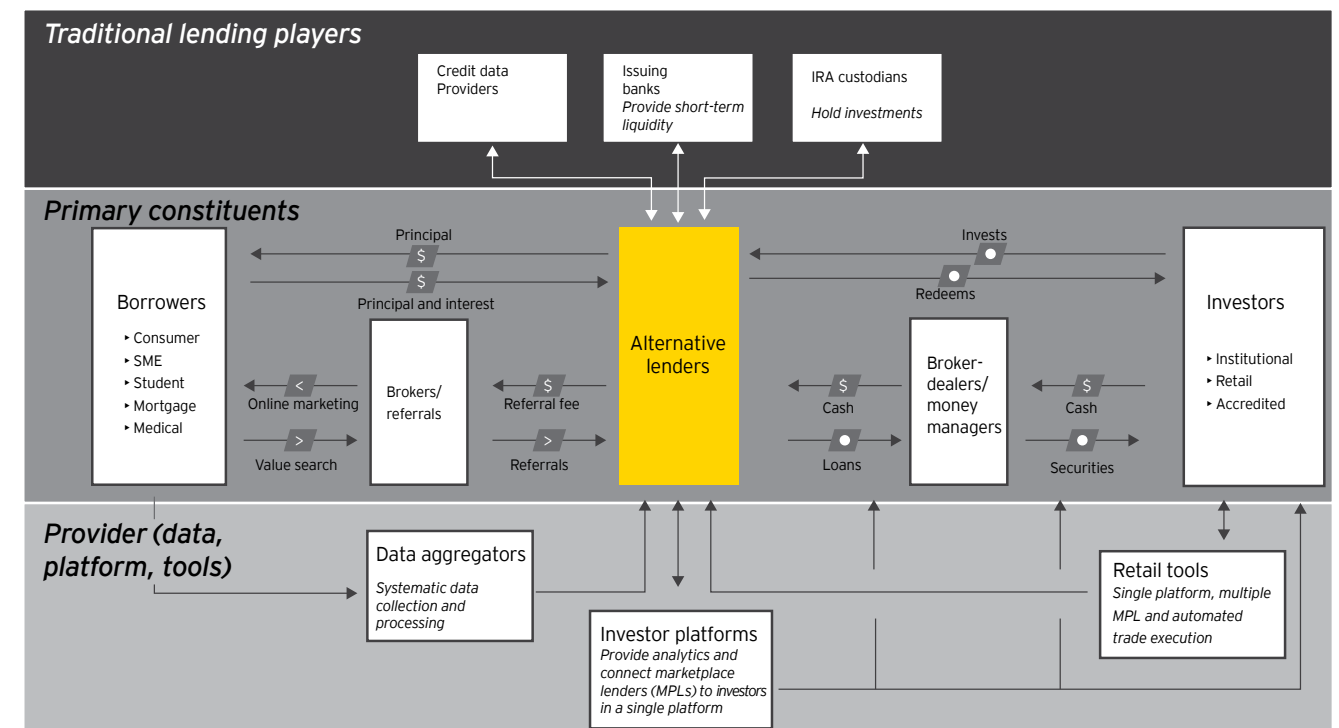 Traditional lending players
Credit data
Providers
Issuing
banks
Provide short-term
liquidity
IRA custodians
Hold investments
Primary constituents
Borrowers
‣ Consumer
‣ SME
‣ Student
‣ Mortgage
‣ Medical
Principal
$
$
Principal and interest
<
Online marketing
>
Value search
Brokers/
referrals
$
Referral fee
>
Referrals
Alternative
lenders
Invests
Redeems
$
Cash
Loans
Broker-
dealers/
money
managers
$
Cash
Securities
Investors
‣ Institutional
‣ Retail
‣ Accredited
Provider (data,
platform, tools)
Data aggregators
Systematic data
collection and
processing
Investor platforms
Provide analytics and
connect marketplace
lenders (MPLs) to investors
in a single platform
Retail tools
Single platform, multiple
MPL and automated
trade execution